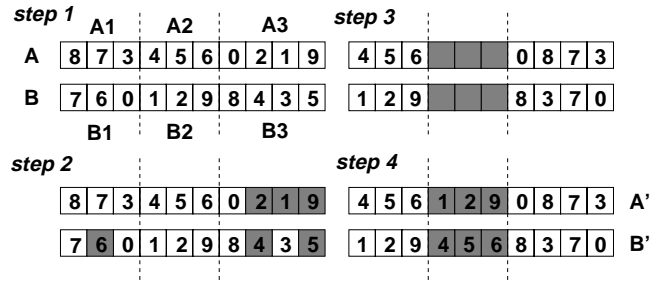 step 1
A1 A2 A3
A 8 7 3 4 5 6 0 2 1 9
B 7 6 0 1 2 9 8 4 3 5
B1 B2 B3
step 3
4 5 6 0 8 7 3
1 2 9 8 3 7 0
step 2
8 7 3 4 5 6 0 2 1 9
7 6 0 1 2 9 8 4 3 5
step 4
4 5 6 1 2 9 0 8 7 3 A'
1 2 9 4 5 6 8 3 7 0 B'